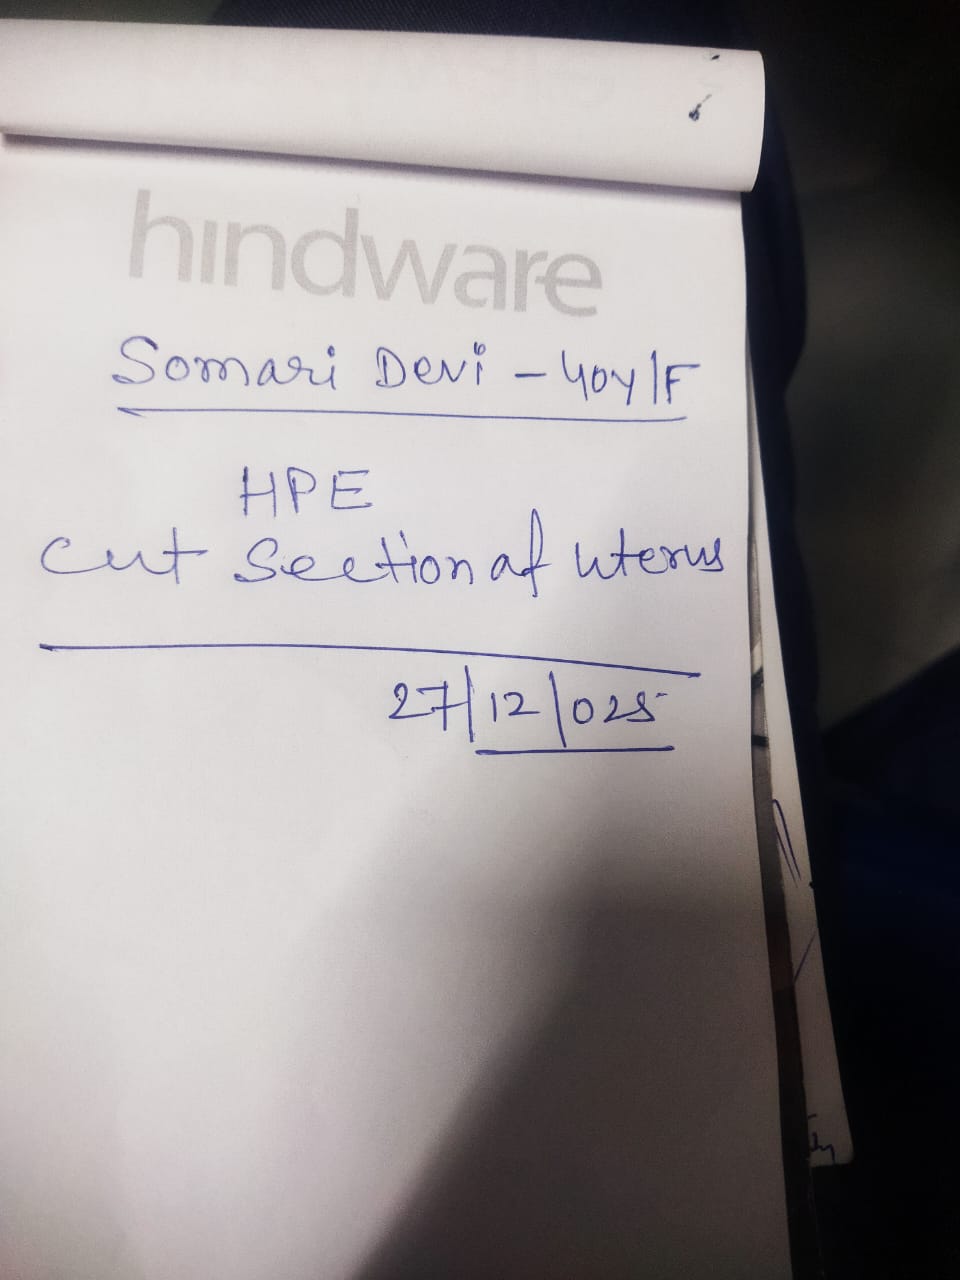 hindware
Somari Devi - 40y/F
HPE
Cut Section of Uterus
27/12/025